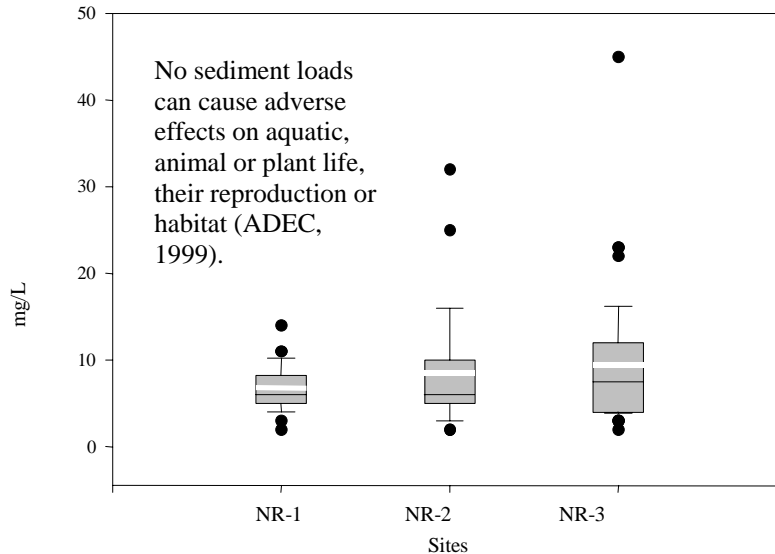 50
No sediment loads
can cause adverse
effects on aquatic,
animal or plant life,
their reproduction or
habitat (ADEC,
1999).
40
30
20
10
0
mg/L
NR-1 NR-2 NR-3
Sites